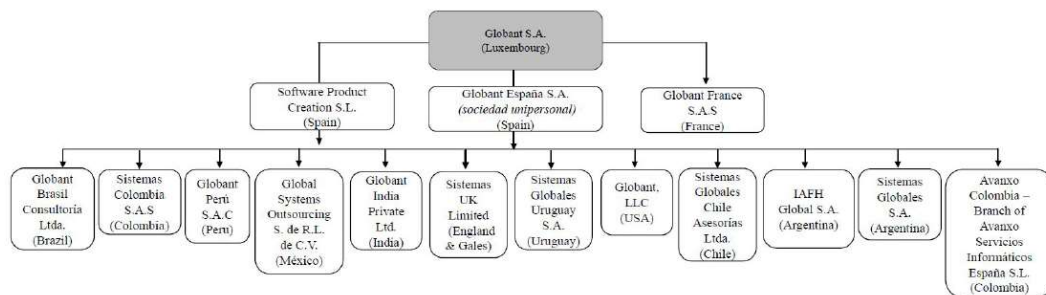 Globant S.A.
(Luxembourg)
Software Product
Creation S.L.
(Spain)
Globant España S.A.
(sociedad unipersonal)
(Spain)
Globant France
S.A.S
(France)
Globant
Brasil
Consultoría
Ltda.
(Brazil)
Sistemas
Colombia
S.A.S
(Colombia)
Globant
Perú
S.A.C
(Peru)
Global
Systems
Outsourcing
S. de R.L.
de C.V.
(México)
Globant
India
Private
Ltd.
(India)
Sistemas
UK
Limited
(England
& Gales)
Sistemas
Globales
Uruguay
S.A.
(Uruguay)
Globant,
LLC
(USA)
Sistemas
Globales
Chile
Asesorías
Ltda.
(Chile)
IAFH
Global S.A.
(Argentina)
Sistemas
Globales
S.A.
(Argentina)
Avanxo
Colombia –
Branch of
Avanxo
Servicios
Informáticos
España S.L.
(Colombia)